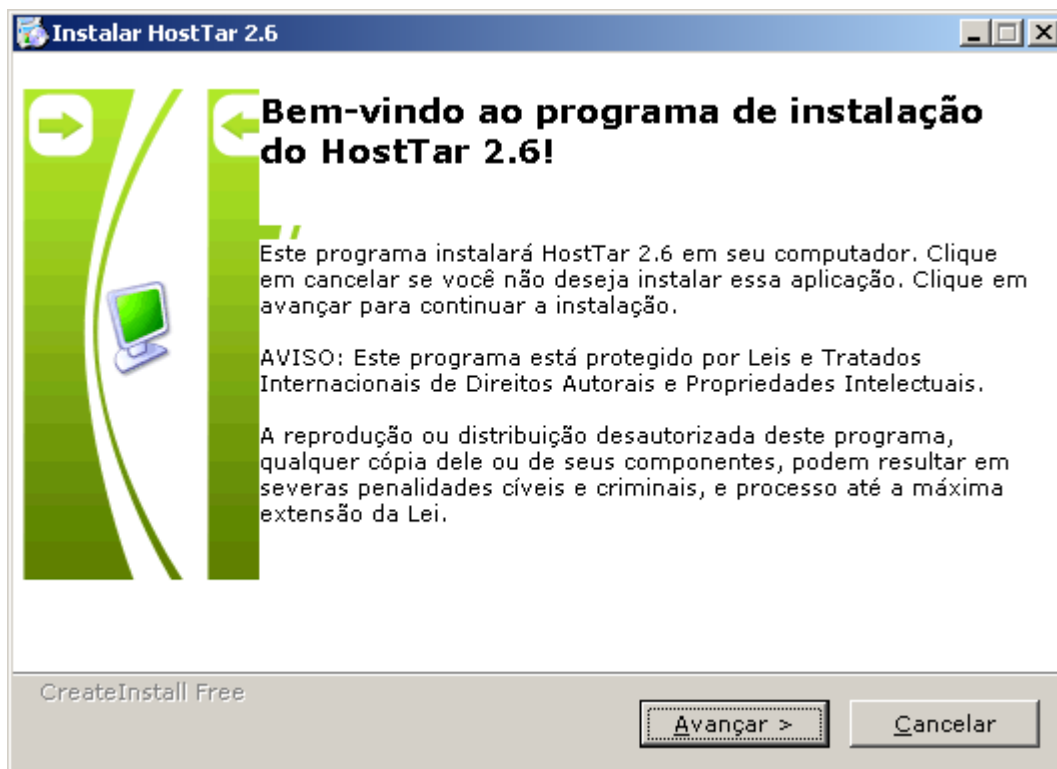 Instalar HostTar 2.6
Bem-vindo ao programa de instalação
do HostTar 2.6!
Este programa instalará HostTar 2.6 em seu computador. Clique
em cancelar se você não deseja instalar essa aplicação. Clique em
avançar para continuar a instalação.
AVISO: Este programa está protegido por Leis e Tratados
Internacionais de Direitos Autorais e Propriedades Intelectuais.
A reprodução ou distribuição desautorizada deste programa,
qualquer cópia dele ou de seus componentes, podem resultar em
severas penalidades cíveis e criminais, e processo até a máxima
extensão da Lei.
CreateInstall Free
Avançar >
Cancelar